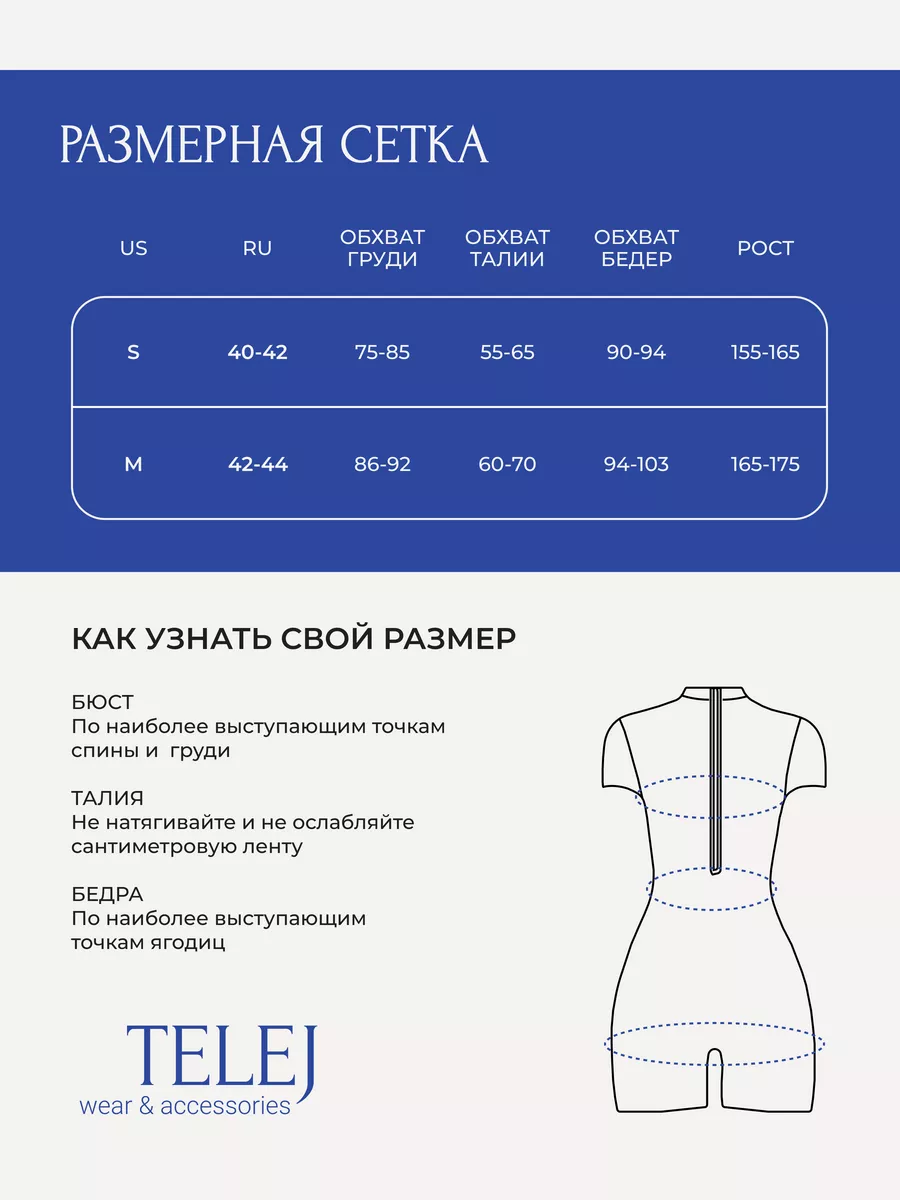 РАЗМЕРНАЯ СЕТКА
US RU ОБХВАТ ГРУДИ ОБХВАТ ТАЛИИ ОБХВАТ БЕДЕР РОСТ
S 40-42 75-85 55-65 90-94 155-165
M 42-44 86-92 60-70 94-103 165-175
КАК УЗНАТЬ СВОЙ РАЗМЕР
БЮСТ
По наиболее выступающим точкам
спины и груди
ТАЛИЯ
Не натягивайте и не ослабляйте
сантиметровую ленту
БЕДРА
По наиболее выступающим
точкам ягодиц
TELEJ
wear & accessories